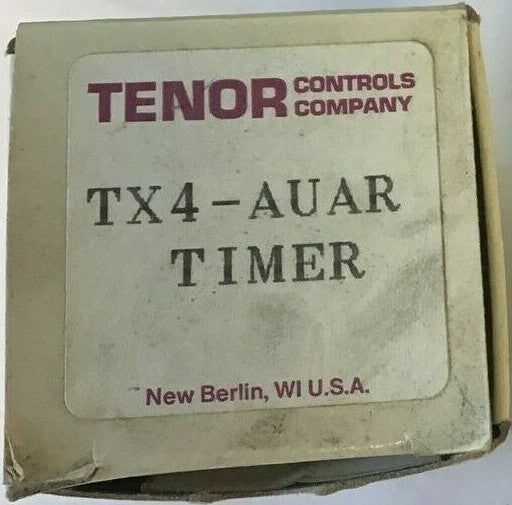 TENOR CONTROLS
COMPANY
TX4-AUAR
TIMER
New Berlin, WI U.S.A.